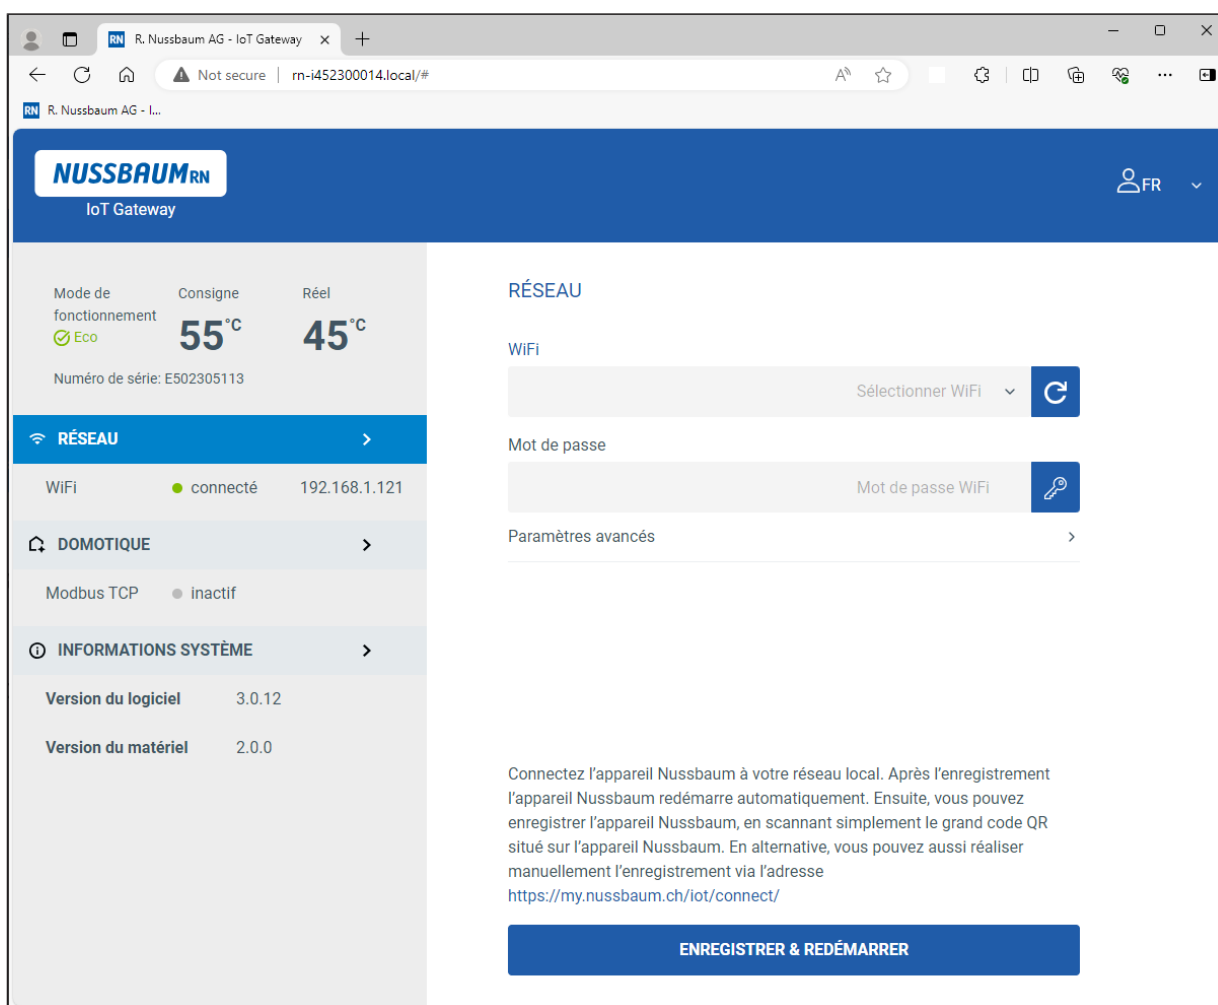 RN R. Nussbaum AG - IoT Gateway
Not secure | rn-i452300014.local/#
RN R. Nussbaum AG - I...
NUSSBAUM RN
IoT Gateway
FR
Mode de
fonctionnement
Eco
Consigne
55°C
Réel
45°C
Numéro de série: E502305113
RÉSEAU
WiFi connecté 192.168.1.121
DOMOTIQUE
Modbus TCP inactif
INFORMATIONS SYSTÈME
Version du logiciel 3.0.12
Version du matériel 2.0.0
RÉSEAU
WiFi
Sélectionner WiFi
Mot de passe
Mot de passe WiFi
Paramètres avancés
Connectez l'appareil Nussbaum à votre réseau local. Après l'enregistrement
l'appareil Nussbaum redémarre automatiquement. Ensuite, vous pouvez
enregistrer l'appareil Nussbaum, en scannant simplement le grand code QR
situé sur l'appareil Nussbaum. En alternative, vous pouvez aussi réaliser
manuellement l'enregistrement via l'adresse
https://my.nussbaum.ch/iot/connect/
ENREGISTRER & REDÉMARRER